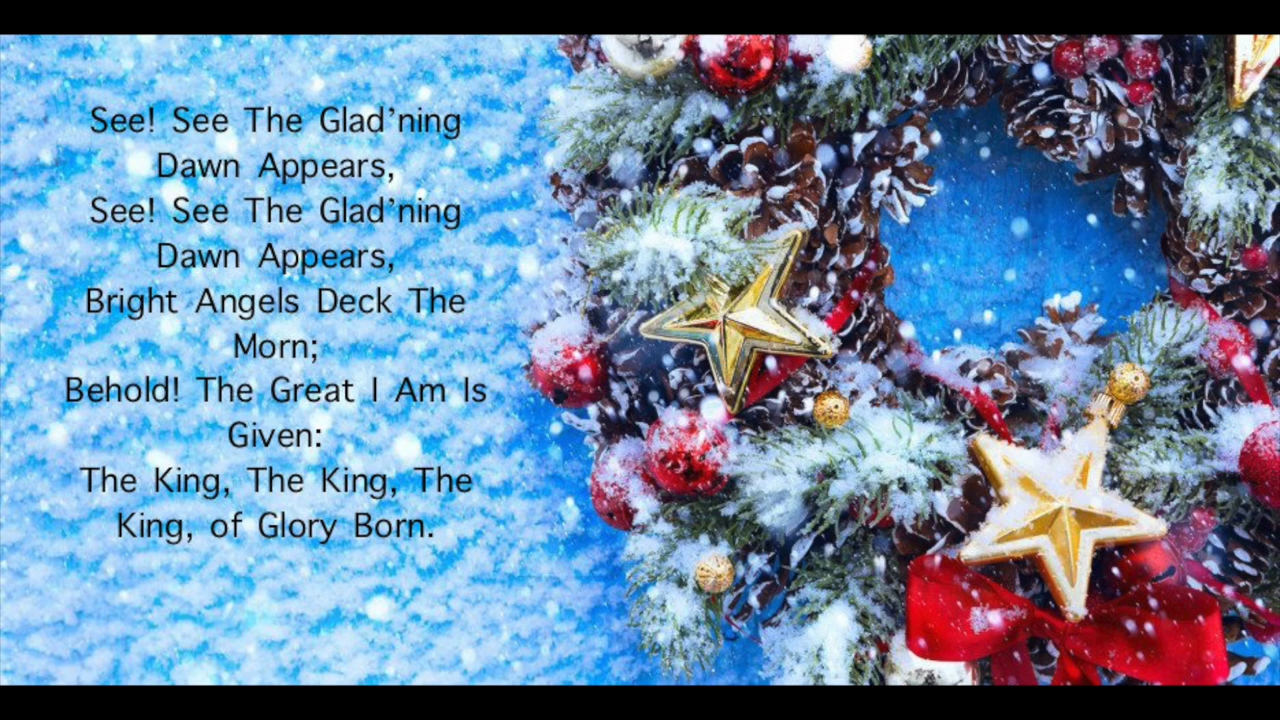 See! See The Glad’ning
Dawn Appears,
See! See The Glad’ning
Dawn Appears,
Bright Angels Deck The
Morn;
Behold! The Great I Am Is
Given:
The King, The King, The
King, of Glory Born.